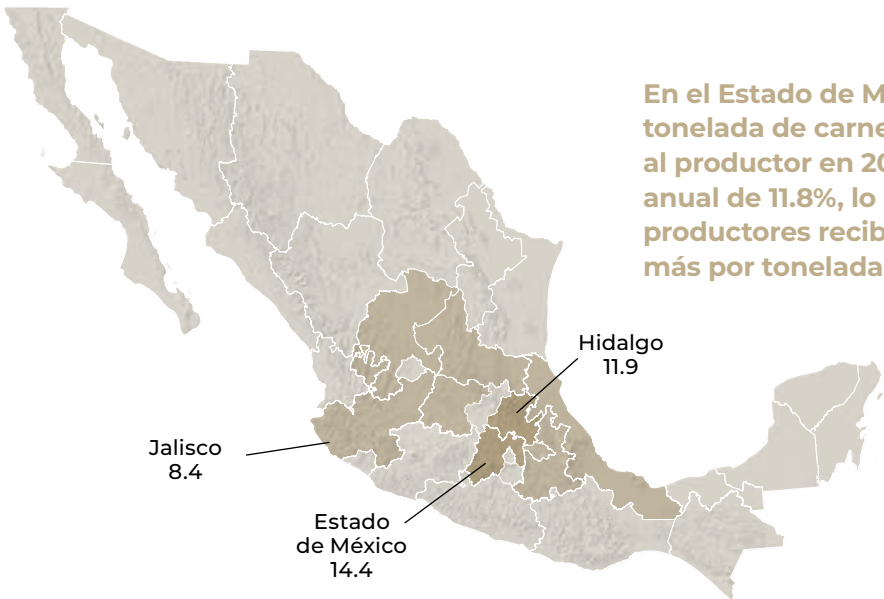 En el Estado de M
tonelada de carne
al productor en 20
anual de 11.8%, lo
productores recib
más por tonelada
Hidalgo
11.9
Jalisco
8.4
Estado
de México
14.4